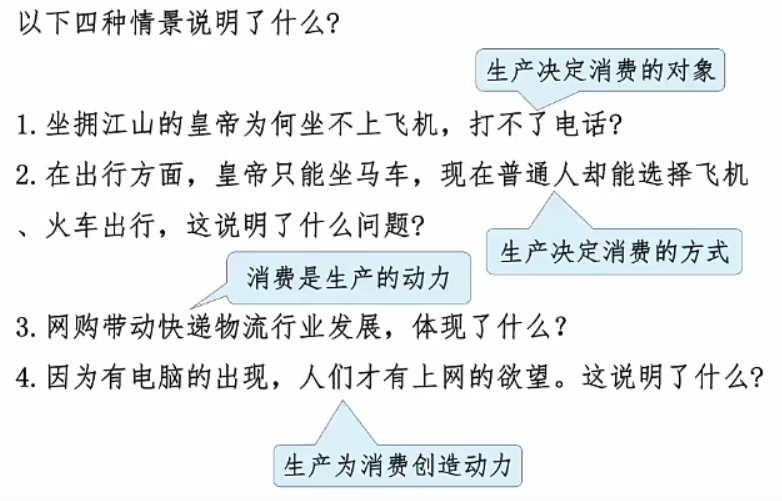 以下四种情景说明了什么?
生产决定消费的对象
1.坐拥江山的皇帝为何坐不上飞机，打不了电话?
2.在出行方面，皇帝只能坐马车，现在普通人却能选择飞机
、火车出行，这说明了什么问题?
生产决定消费的方式
消费是生产的动力
3.网购带动快递物流行业发展，体现了什么？
4.因为有电脑的出现，人们才有上网的欲望。这说明了什么?
生产为消费创造动力